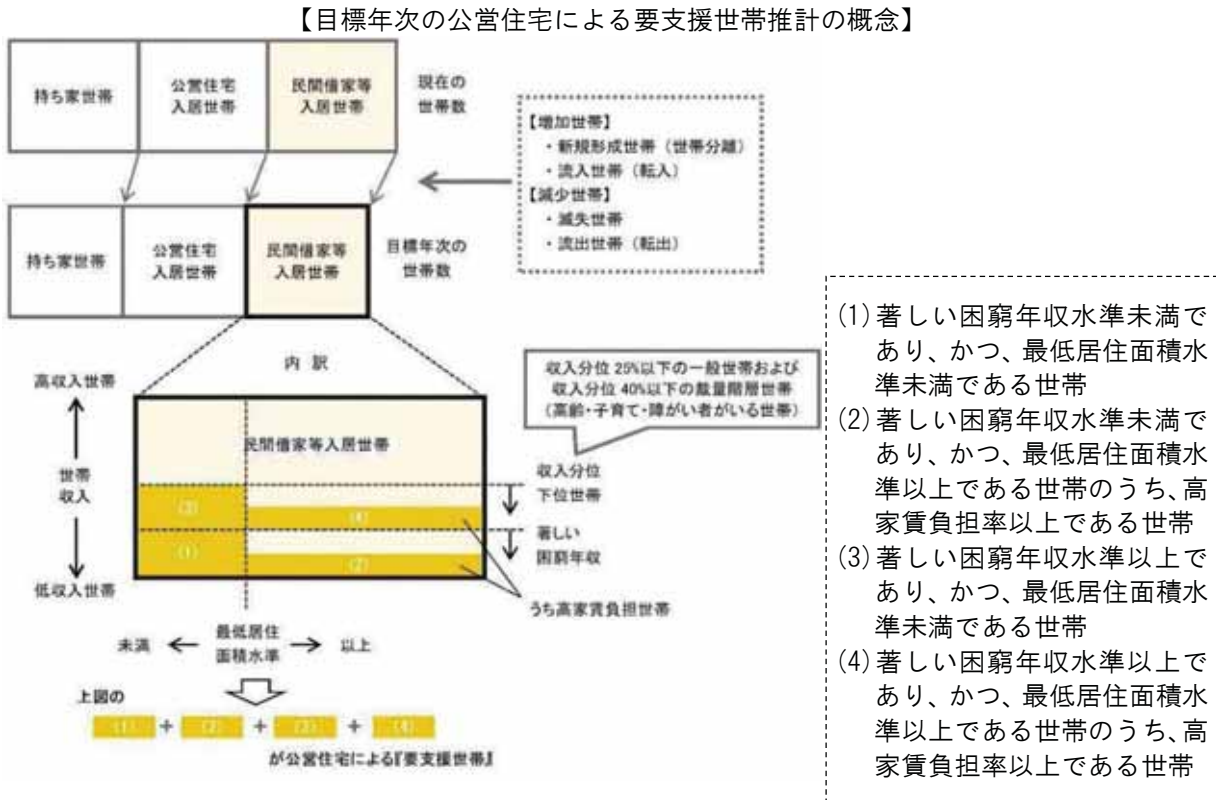 【目標年次の公営住宅による要支援世帯推計の概念】
持ち家世帯
公営住宅
入居世帯
民間借家等
入居世帯
現在の
世帯数
【増加世帯】
・新規形成世帯（世帯分離）
・流入世帯（転入）
【減少世帯】
・滅失世帯
・流出世帯（転出）
持ち家世帯
公営住宅
入居世帯
民間借家等
入居世帯
目標年次の
世帯数
内 訳
収入分位 25%以下の一般世帯および
収入分位 40%以下の裁量階層世帯
（高齢・子育て・障がい者がいる世帯）
高収入世帯
世帯
収入
低収入世帯
民間借家等入居世帯
(3)
(4)
(1)
(2)
収入分位
下位世帯
著しい
困窮年収
うち高家賃負担世帯
未満
最低居住
面積水準
以上
上図の
(1) + (2) + (3) + (4)
が公営住宅による『要支援世帯』
(1)著しい困窮年収水準未満で
あり、かつ、最低居住面積水
準未満である世帯
(2)著しい困窮年収水準未満で
あり、かつ、最低居住面積水
準以上である世帯のうち、高
家賃負担率以上である世帯
(3)著しい困窮年収水準以上で
あり、かつ、最低居住面積水
準未満である世帯
(4)著しい困窮年収水準以上で
あり、かつ、最低居住面積水
準以上である世帯のうち、高
家賃負担率以上である世帯